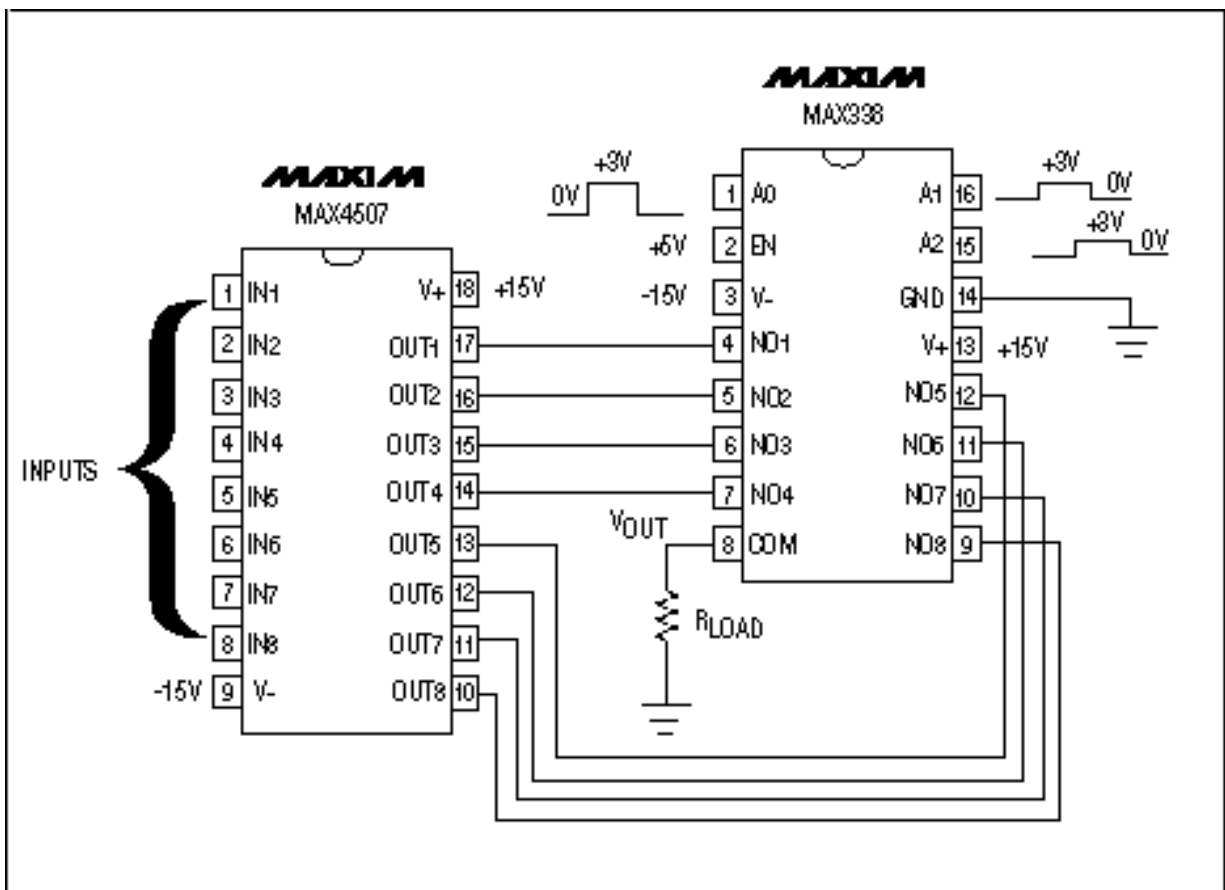 MAXIM
MAX338
MAXIM
MAX4507
INPUTS
1 IN1
2 IN2
3 IN3
4 IN4
5 IN5
6 IN6
7 IN7
8 IN8
-15V 9 V-
V+ 18 +15V
OUT1 17
OUT2 16
OUT3 15
OUT4 14
OUT5 13
OUT6 12
OUT7 11
OUT8 10
0V +3V
1 A0
+5V 2 EN
-15V 3 V-
4 NO1
5 NO2
6 NO3
7 NO4
VOUT 8 COM
RLOAD
A1 16 +3V 0V
A2 15 +3V 0V
GND 14
V+ 13 +15V
NO5 12
NO6 11
NO7 10
NO8 9